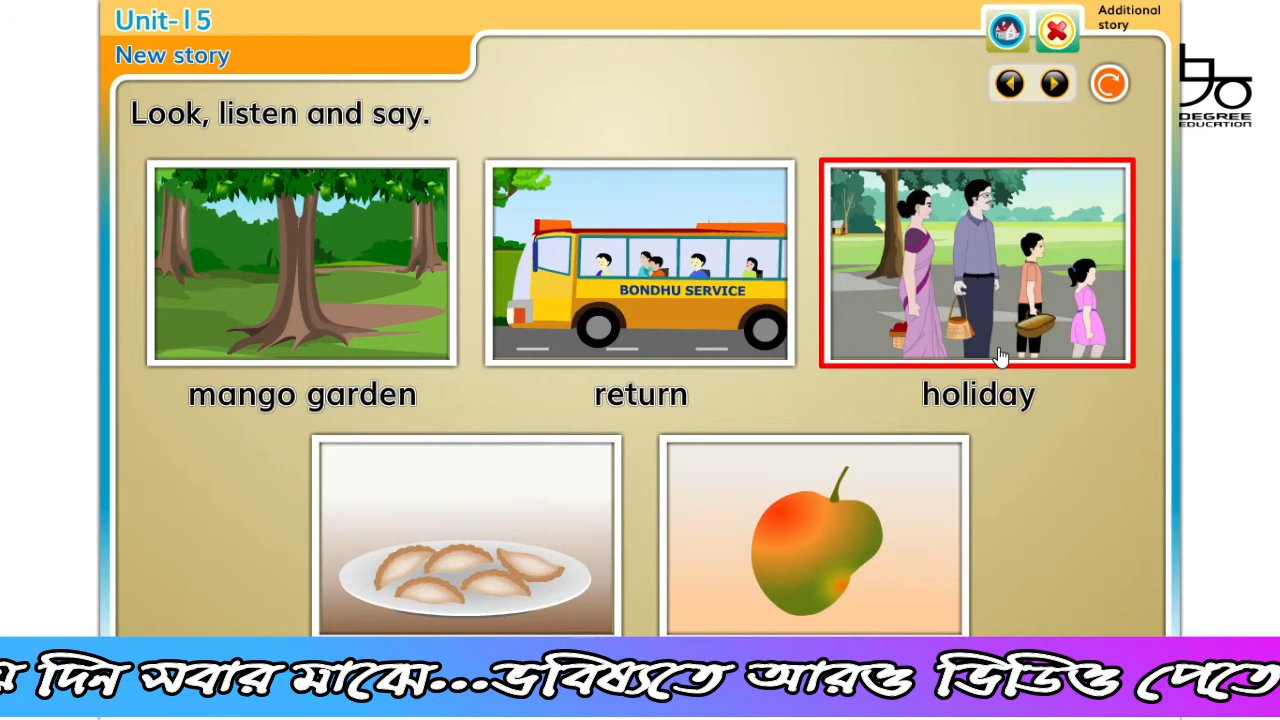 Unit-15
Additional
story
New story
Look, listen and say.
DEGREE
EDUCATION
BONDHU SERVICE
mango garden
return
holiday
দিন সবার মাঝে...ভবিষ্যতে আরও ভিডিও পেতে